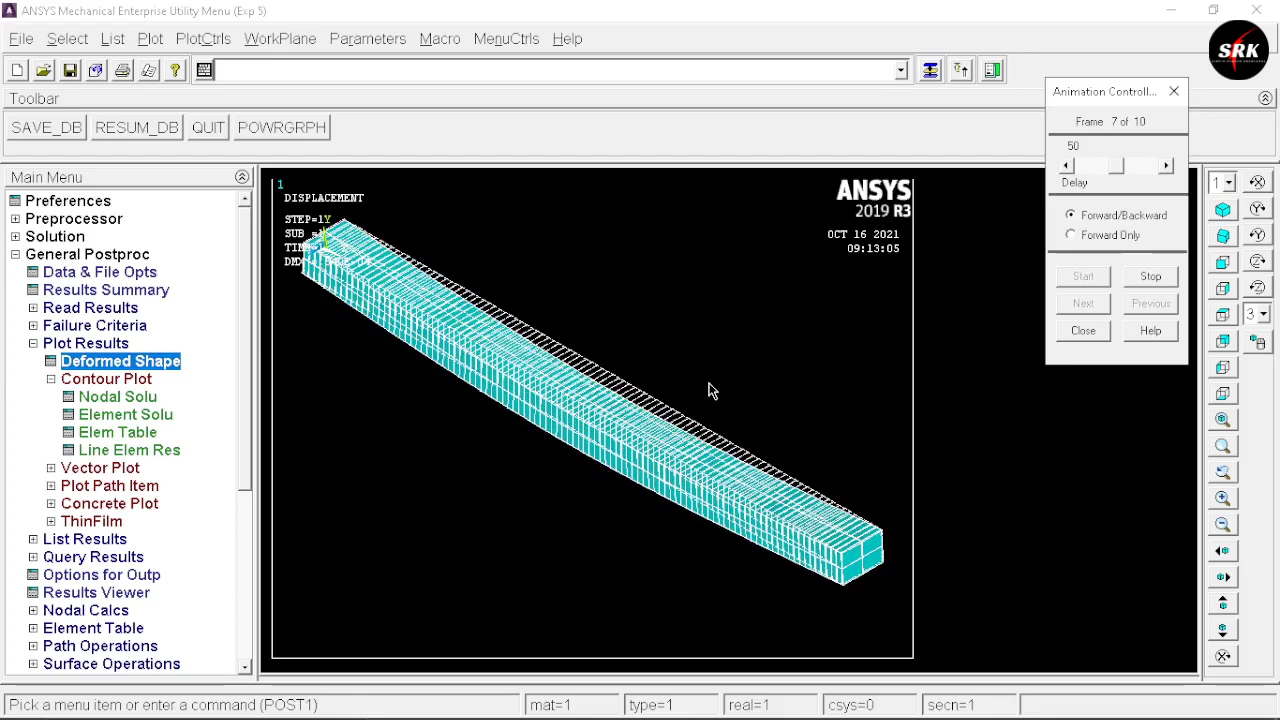 ANSYS Mechanical Enterprise Utility Menu (Exp 5)
File Select List Plot PlotCtrls WorkPlane Parameters Macro MenuCtrls Help
SRK
Toolbar
SAVE_DB RESUM_DB QUIT POWRGRPH
Animation Controll...
Frame 7 of 10
50
Delay
Forward/Backward
Forward Only
Start Stop
Next Previous
Close Help
Main Menu
Preferences
Preprocessor
Solution
General Postproc
Data & File Opts
Results Summary
Read Results
Failure Criteria
Plot Results
Deformed Shape
Contour Plot
Nodal Solu
Element Solu
Elem Table
Line Elem Res
Vector Plot
Plot Path Item
Concrete Plot
ThinFilm
List Results
Query Results
Options for Outp
Results Viewer
Nodal Calcs
Element Table
Path Operations
Surface Operations
1
DISPLACEMENT
STEP=1
Y
SUB =
ANSYS
2019 R3
OCT 16 2021
09:13:05
1
3
Pick a menu item or enter a command (POST1) mat=1 type=1 real=1 csys=0 secn=1